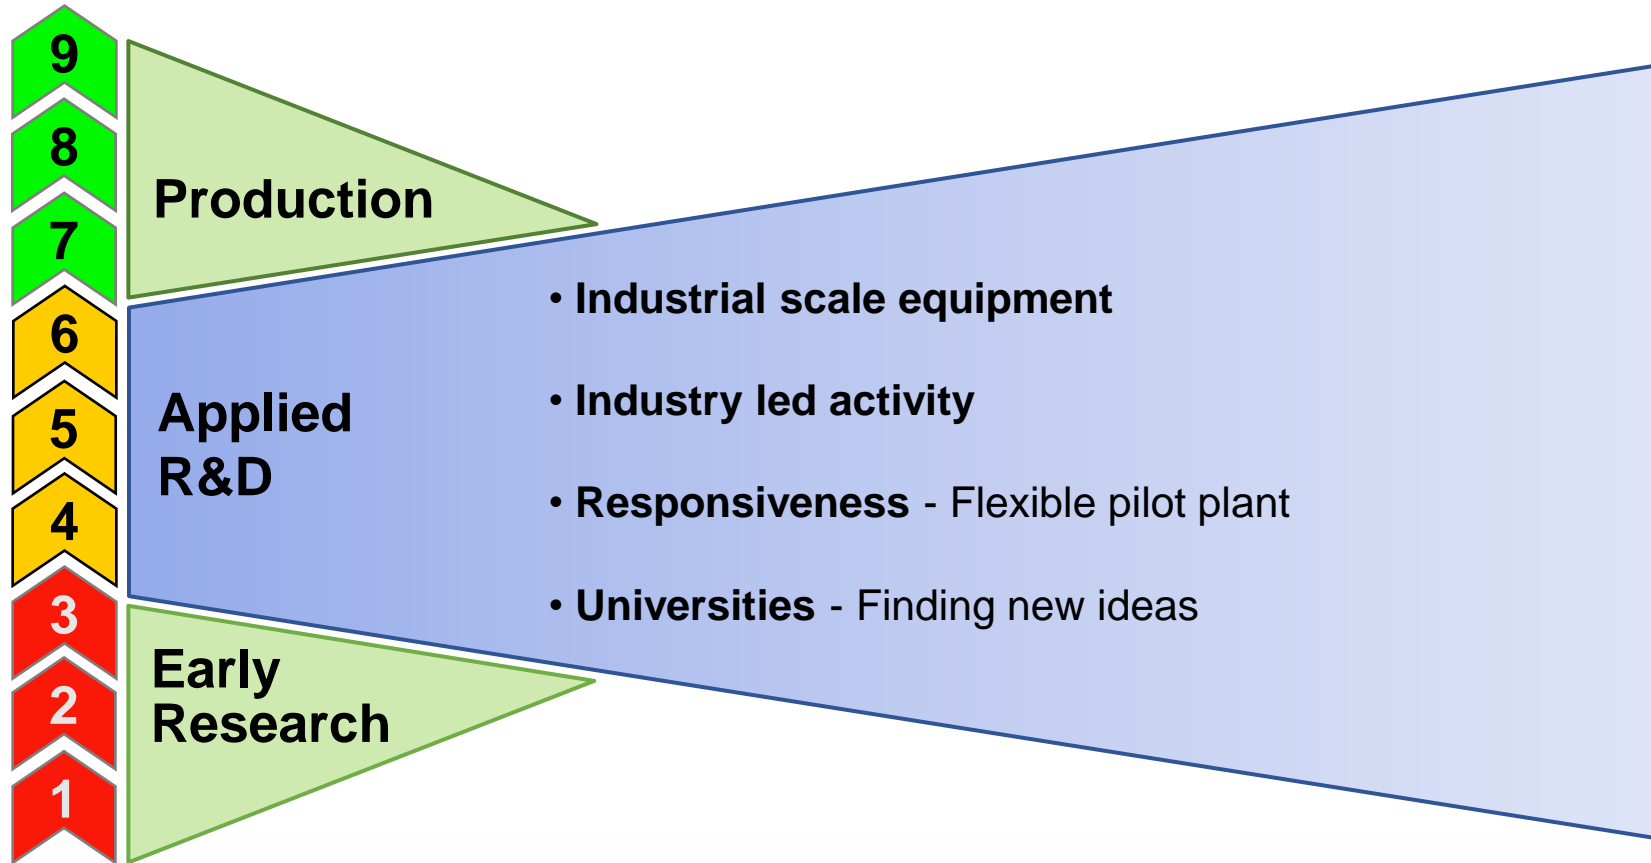 9
8
7
6
5
4
3
2
1
Production
Applied
R&D
Early
Research
• Industrial scale equipment
• Industry led activity
• Responsiveness - Flexible pilot plant
• Universities - Finding new ideas